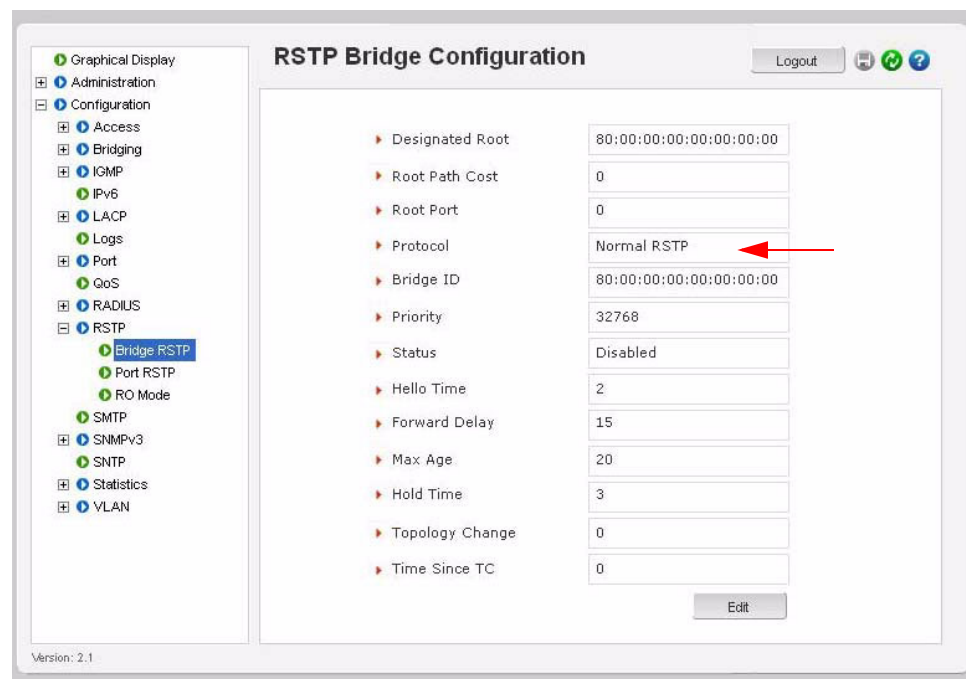 RSTP Bridge Configuration
Logout
Graphical Display
Administration
Configuration
Access
Bridging
IGMP
IPv6
LACP
Logs
Port
QoS
RADIUS
RSTP
Bridge RSTP
Port RSTP
RO Mode
SMTP
SNMPv3
SNTP
Statistics
VLAN
Designated Root 80:00:00:00:00:00:00:00
Root Path Cost 0
Root Port 0
Protocol Normal RSTP
Bridge ID 80:00:00:00:00:00:00:00
Priority 32768
Status Disabled
Hello Time 2
Forward Delay 15
Max Age 20
Hold Time 3
Topology Change 0
Time Since TC 0
Edit
Version: 2.1